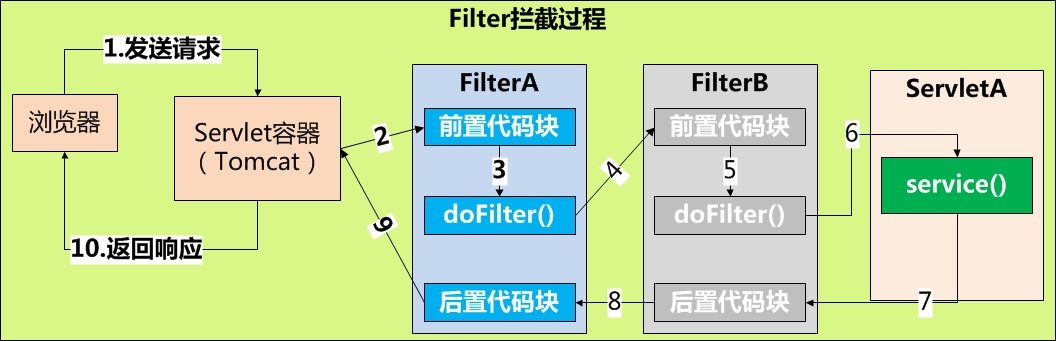 Filter拦截过程
1.发送请求
浏览器
Servlet容器
（Tomcat）
10.返回响应
2
FilterA
前置代码块
3
doFilter()
后置代码块
9
4
FilterB
前置代码块
5
doFilter()
后置代码块
8
6
ServletA
service()
7